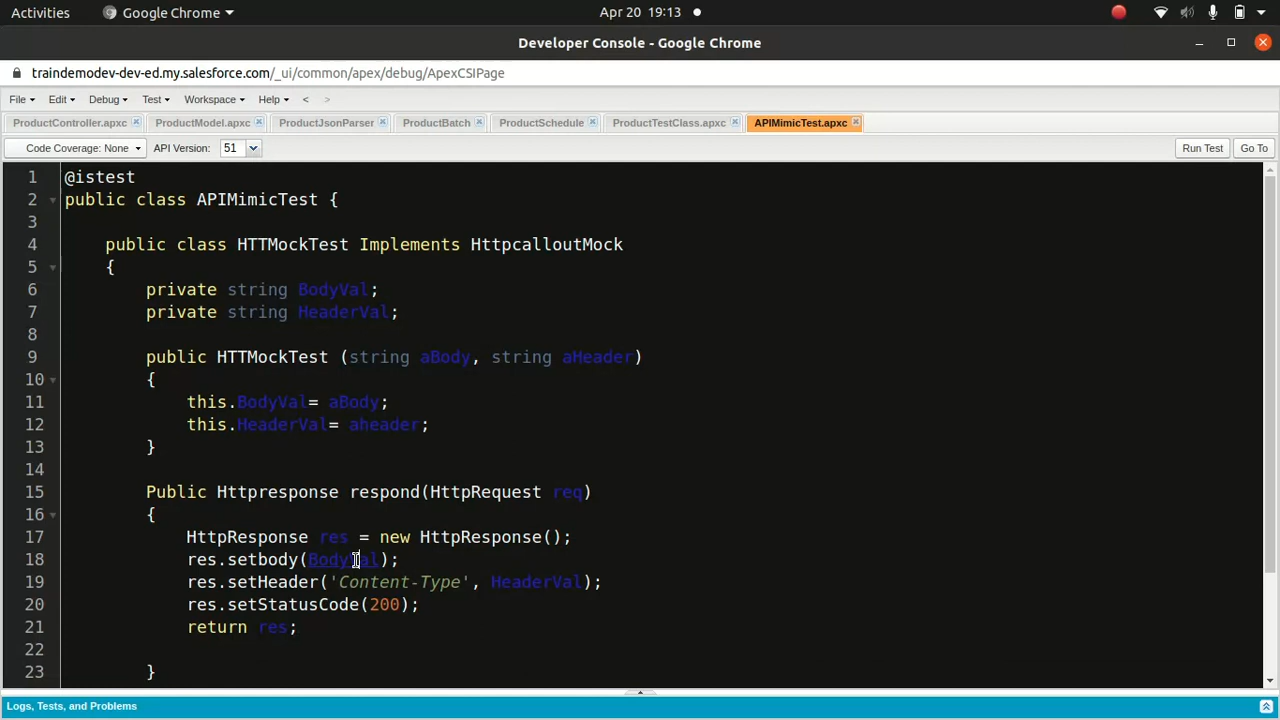 Activities Google Chrome Apr 20 19:13
Developer Console - Google Chrome
traindemodev-dev-ed.my.salesforce.com/_ui/common/apex/debug/ApexCSIPage
File Edit Debug Test Workspace Help < >
ProductController.apxc ProductModel.apxc ProductJsonParser ProductBatch ProductSchedule ProductTestClass.apxc APIMimicTest.apxc
Code Coverage: None API Version: 51 Run Test Go To
1 @istest
2 public class APIMimicTest {
3
4 public class HTTMockTest Implements HttpcalloutMock
5 {
6 private string BodyVal;
7 private string HeaderVal;
8
9 public HTTMockTest (string aBody, string aHeader)
10 {
11 this.BodyVal= aBody;
12 this.HeaderVal= aheader;
13 }
14
15 Public Httpresponse respond(HttpRequest req)
16 {
17 HttpResponse res = new HttpResponse();
18 res.setbody(BodyVal);
19 res.setHeader('Content-Type', HeaderVal);
20 res.setStatusCode(200);
21 return res;
22
23 }
Logs, Tests, and Problems